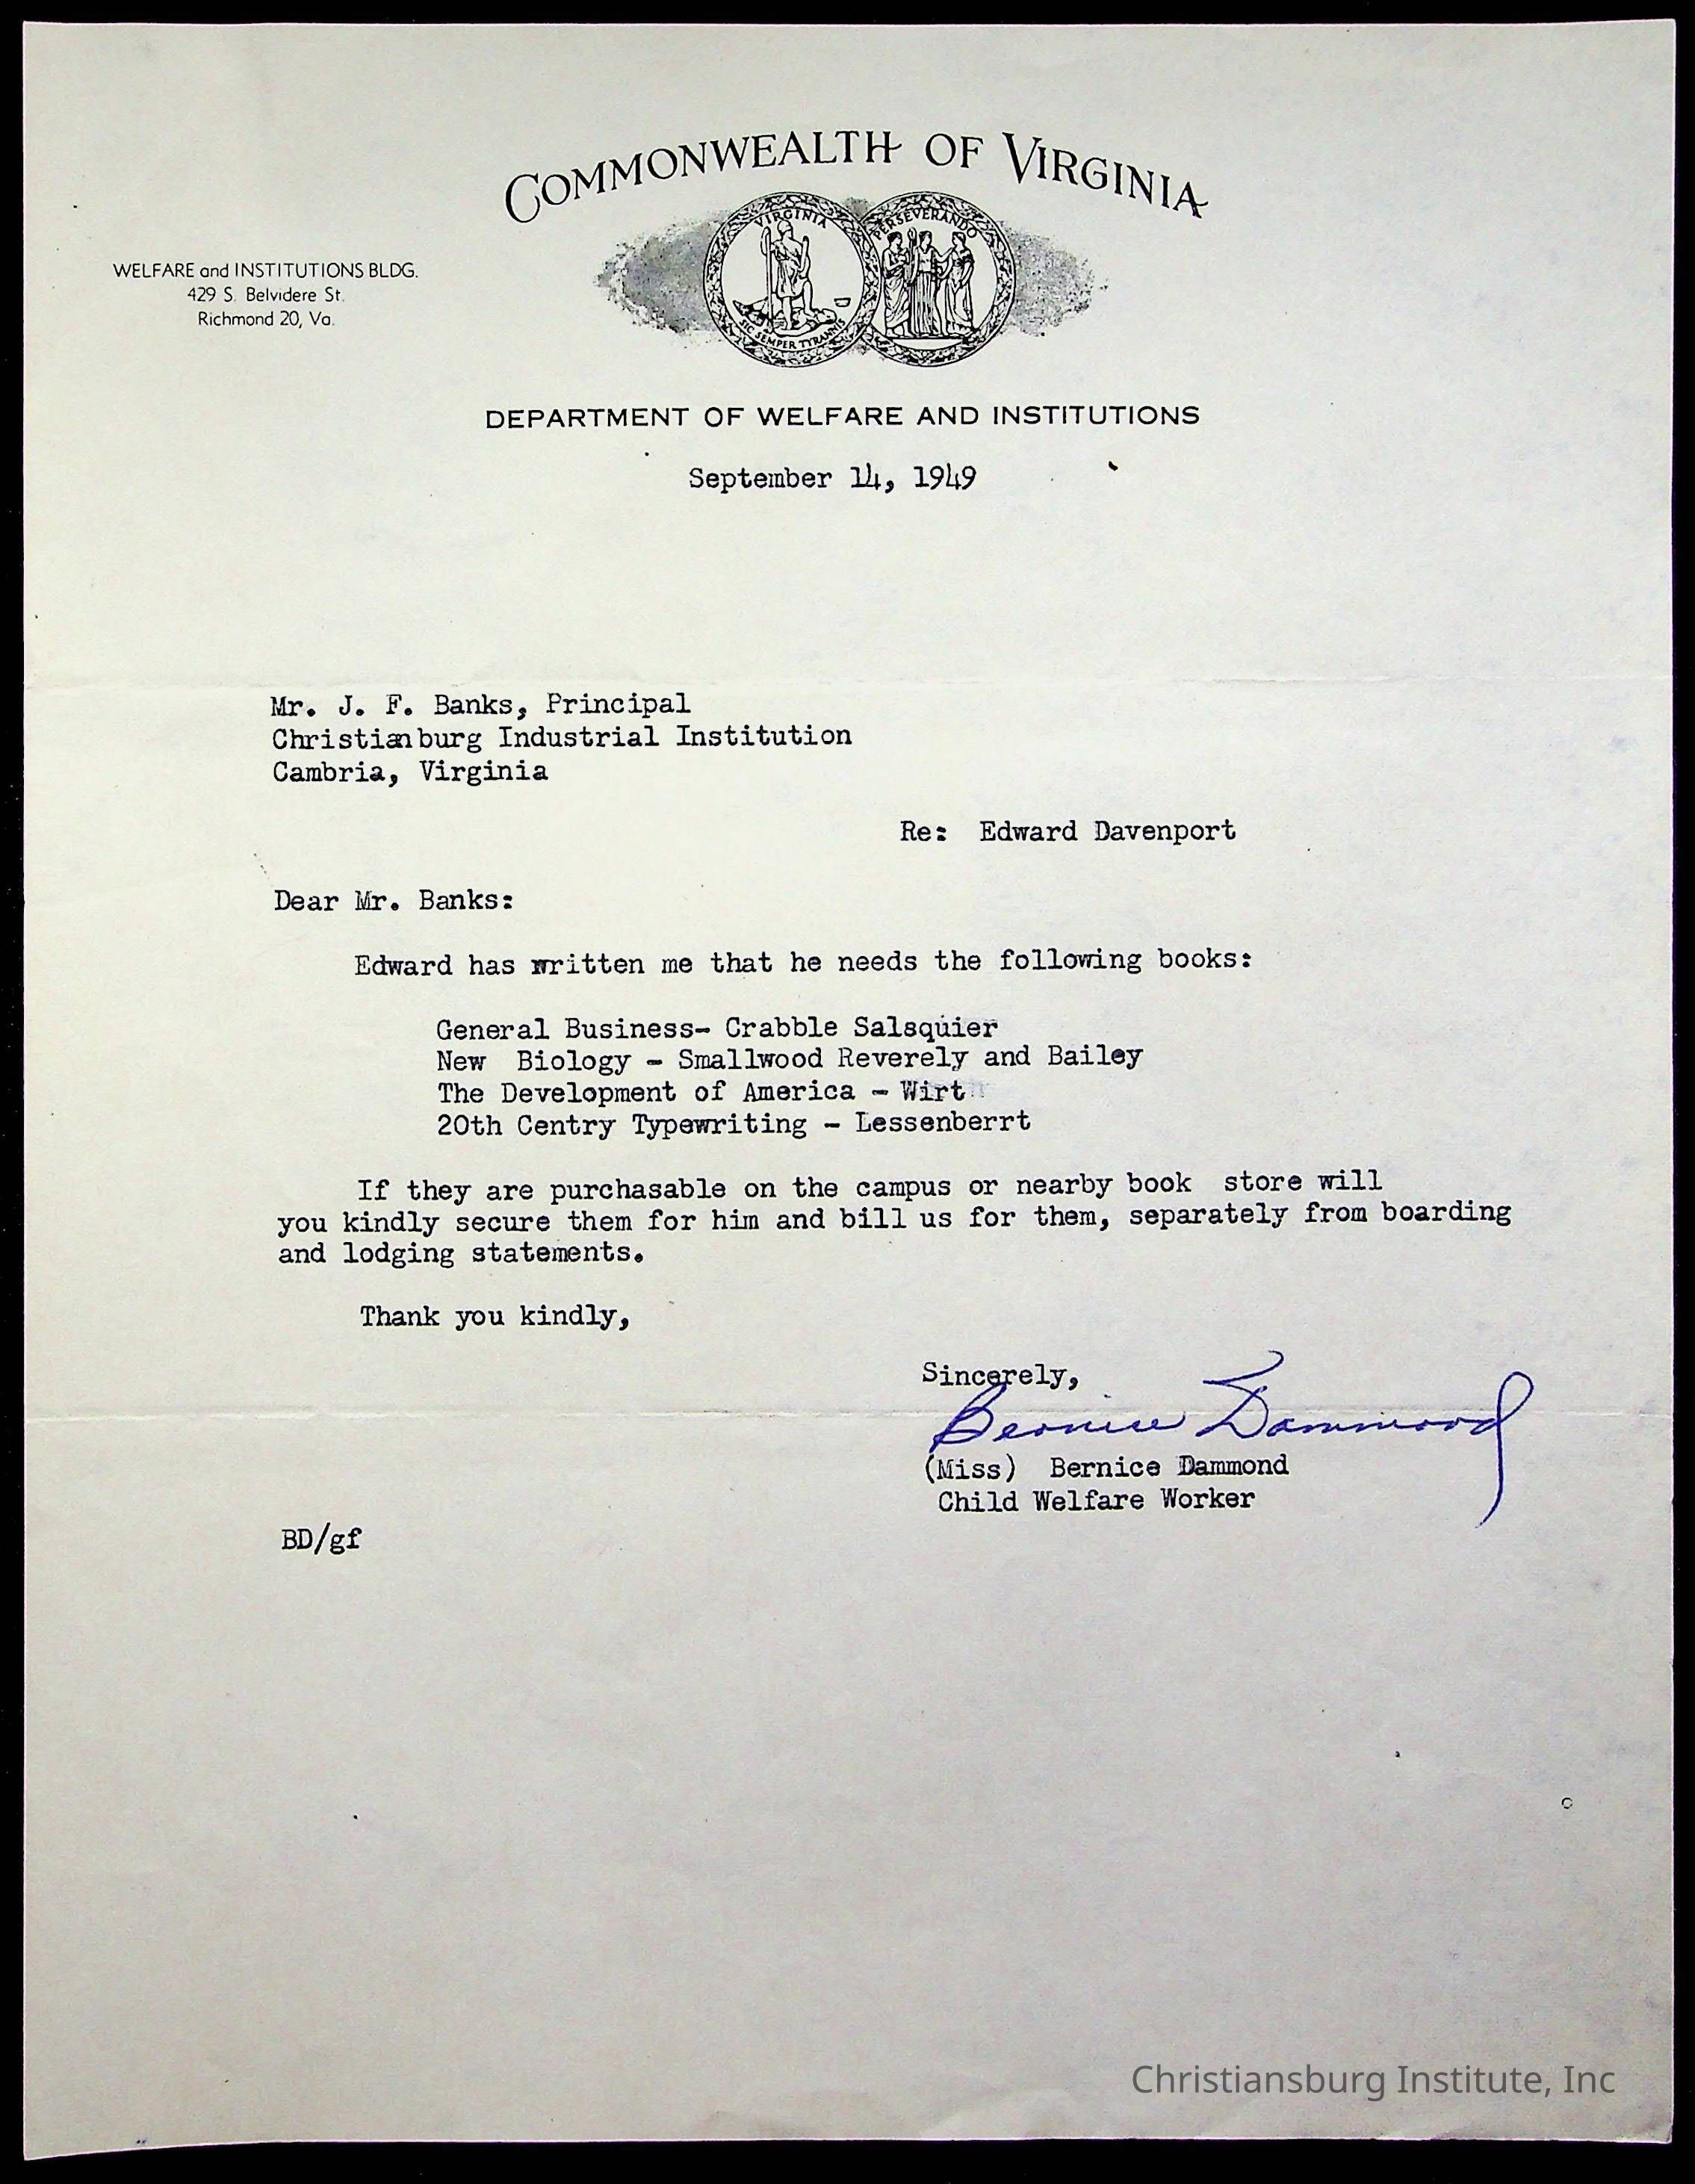 COMMONWEALTH OF VIRGINIA
VIRGINIA
SIC SEMPER TYRANNIS
PERSEVERANDO
WELFARE and INSTITUTIONS BLDG.
429 S. Belvidere St.
Richmond 20, Va.
DEPARTMENT OF WELFARE AND INSTITUTIONS
September 14, 1949
Mr. J. F. Banks, Principal
Christianburg Industrial Institution
Cambria, Virginia
Re: Edward Davenport
Dear Mr. Banks:
Edward has written me that he needs the following books:
General Business- Crabble Salsquier
New Biology - Smallwood Reverely and Bailey
The Development of America - Wirt
20th Centry Typewriting - Lessenberrt
If they are purchasable on the campus or nearby book store will
you kindly secure them for him and bill us for them, separately from boarding
and lodging statements.
Thank you kindly,
Sincerely,
Bernice Dammond
(Miss) Bernice Dammond
Child Welfare Worker
BD/gf
Christiansburg Institute, Inc